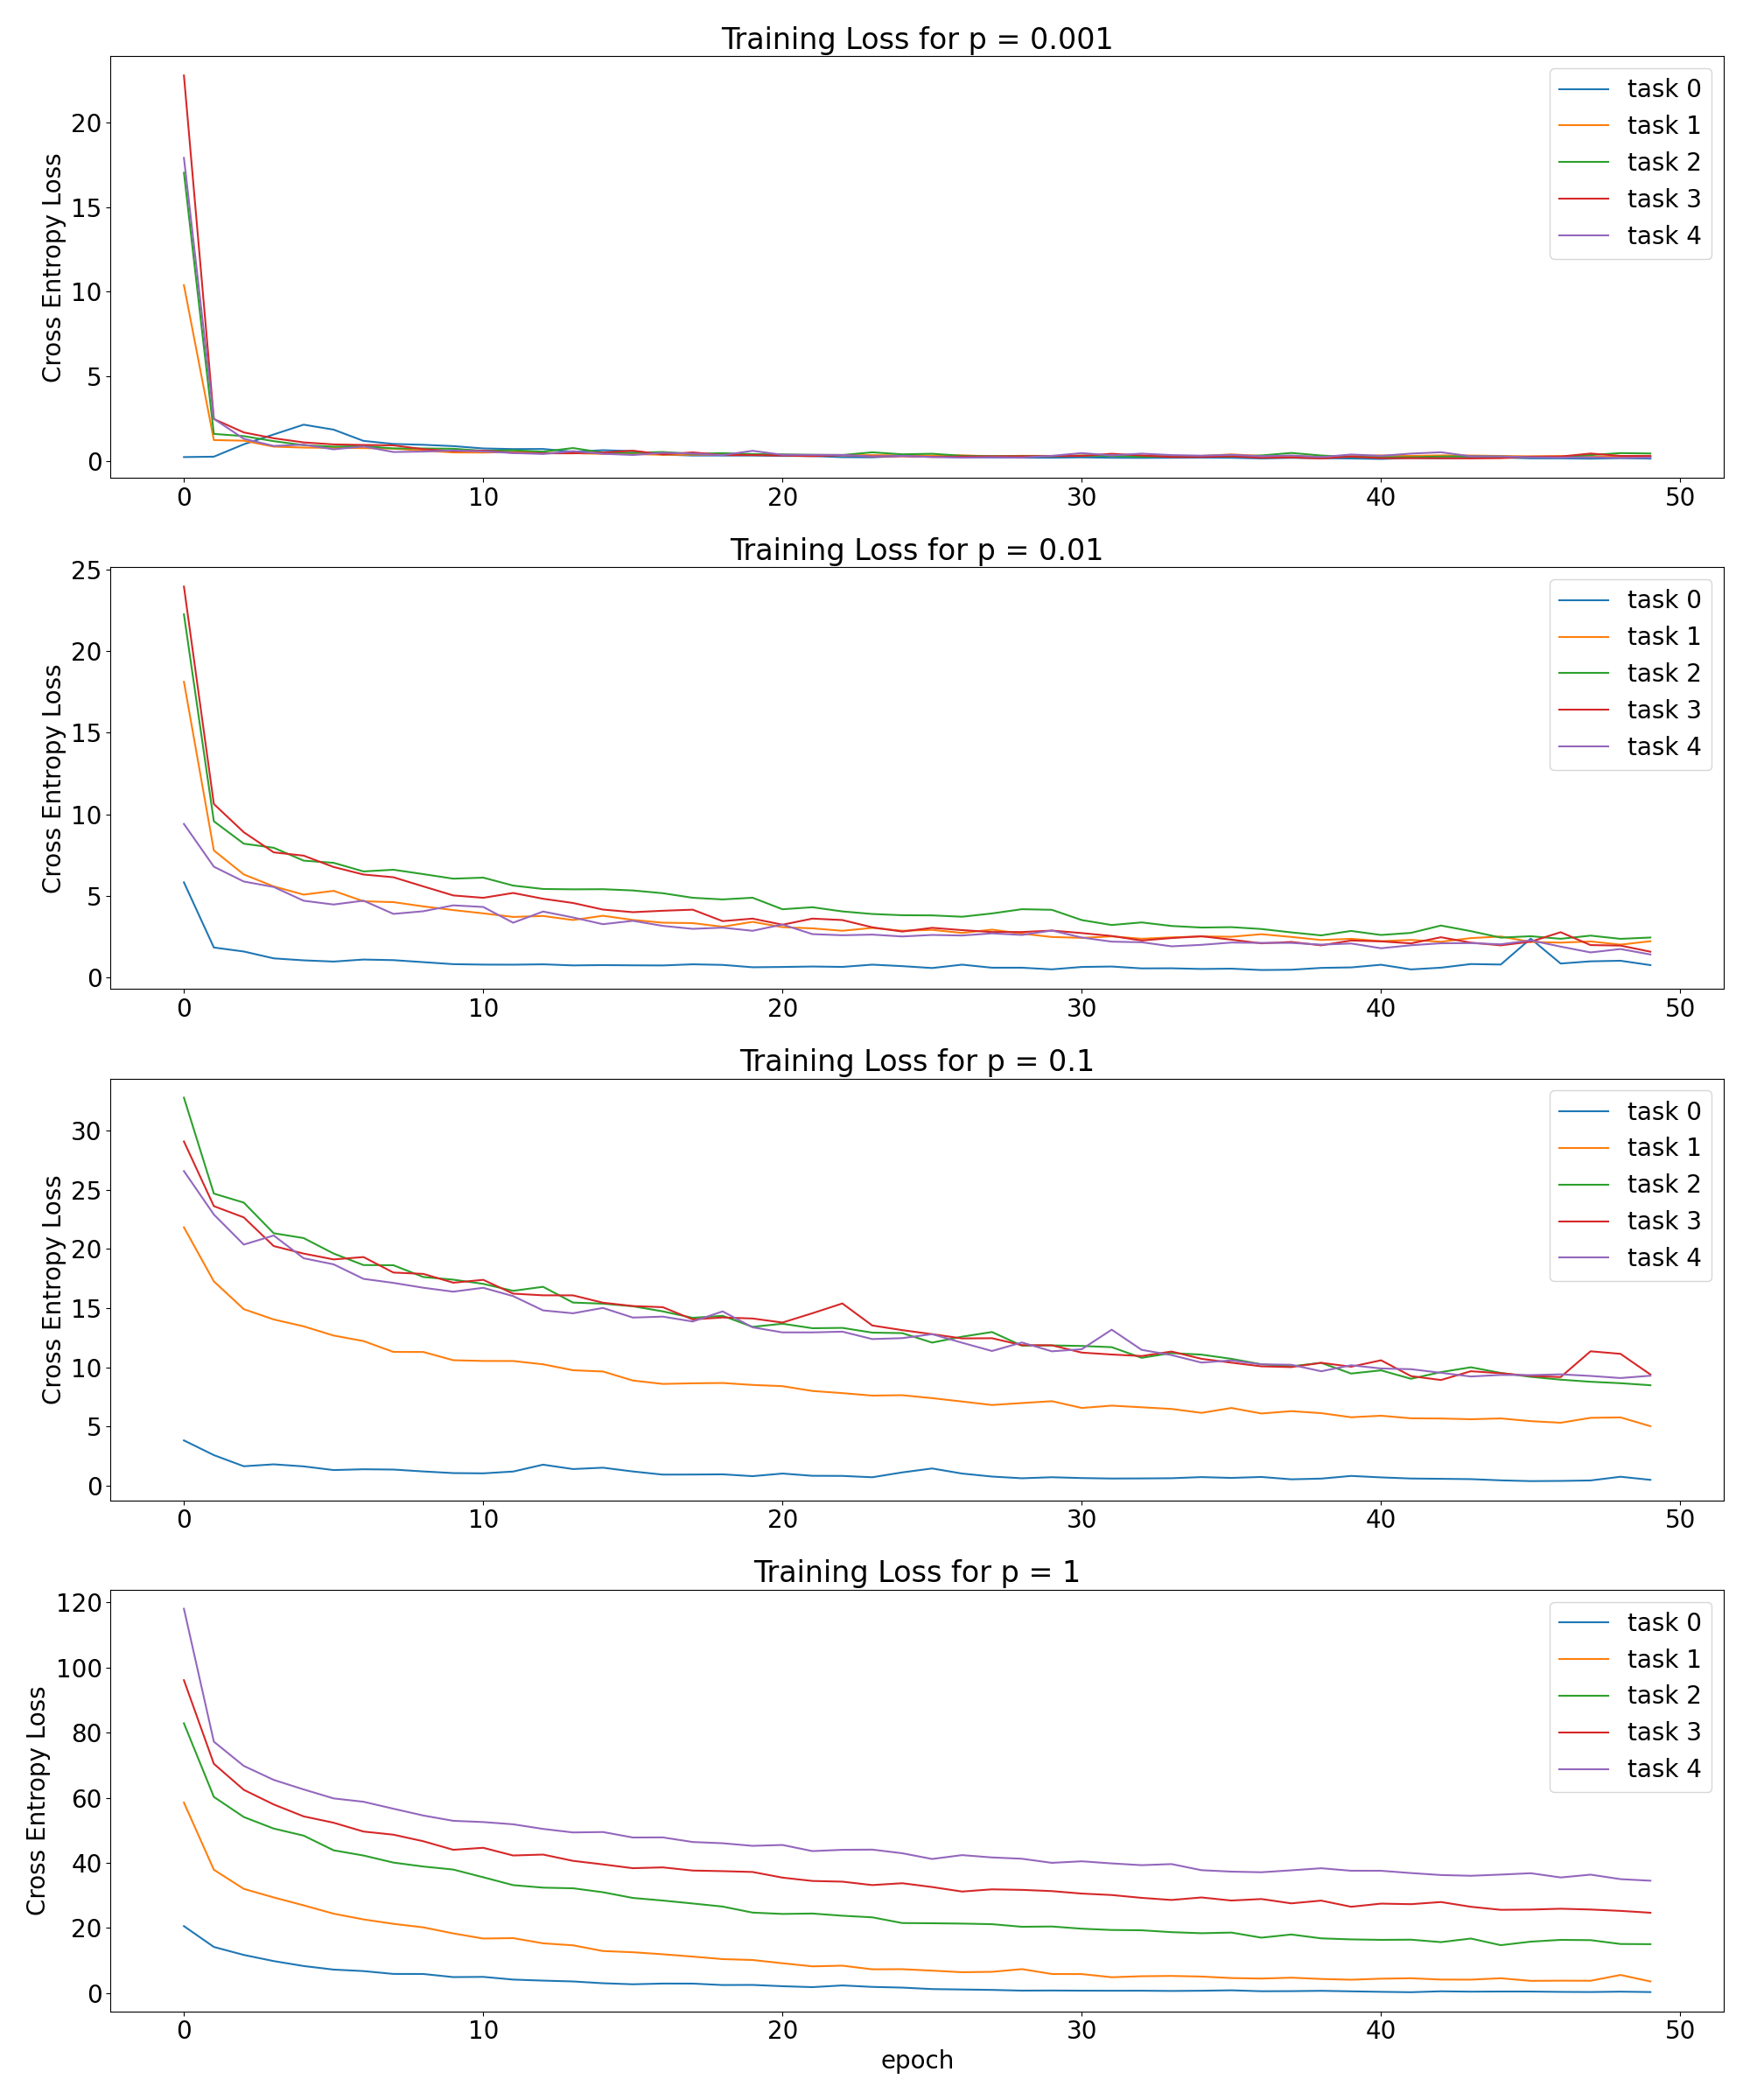 Training Loss for p = 0.001
Cross Entropy Loss
20
15
10
5
0
0 10 20 30 40 50
task 0
task 1
task 2
task 3
task 4
Training Loss for p = 0.01
Cross Entropy Loss
25
20
15
10
5
0
0 10 20 30 40 50
task 0
task 1
task 2
task 3
task 4
Training Loss for p = 0.1
Cross Entropy Loss
30
25
20
15
10
5
0
0 10 20 30 40 50
task 0
task 1
task 2
task 3
task 4
Training Loss for p = 1
Cross Entropy Loss
120
100
80
60
40
20
0
0 10 20 30 40 50
task 0
task 1
task 2
task 3
task 4
epoch